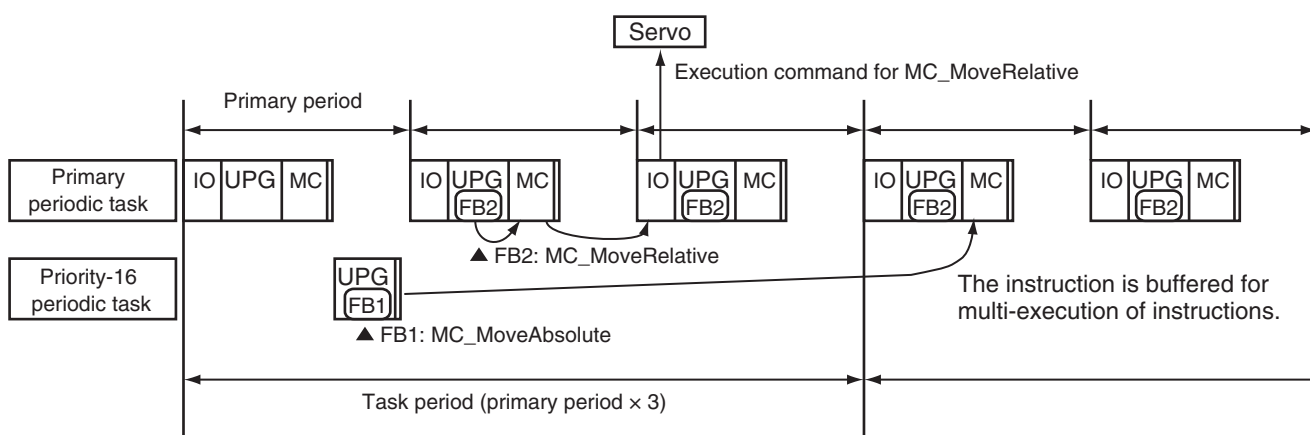 Servo
Execution command for MC_MoveRelative
Primary period
Primary
periodic task
IO UPG MC
IO UPG MC
FB2
IO UPG MC
FB2
IO UPG MC
FB2
IO UPG MC
FB2
▲ FB2: MC_MoveRelative
Priority-16
periodic task
UPG
FB1
▲ FB1: MC_MoveAbsolute
The instruction is buffered for
multi-execution of instructions.
Task period (primary period × 3)